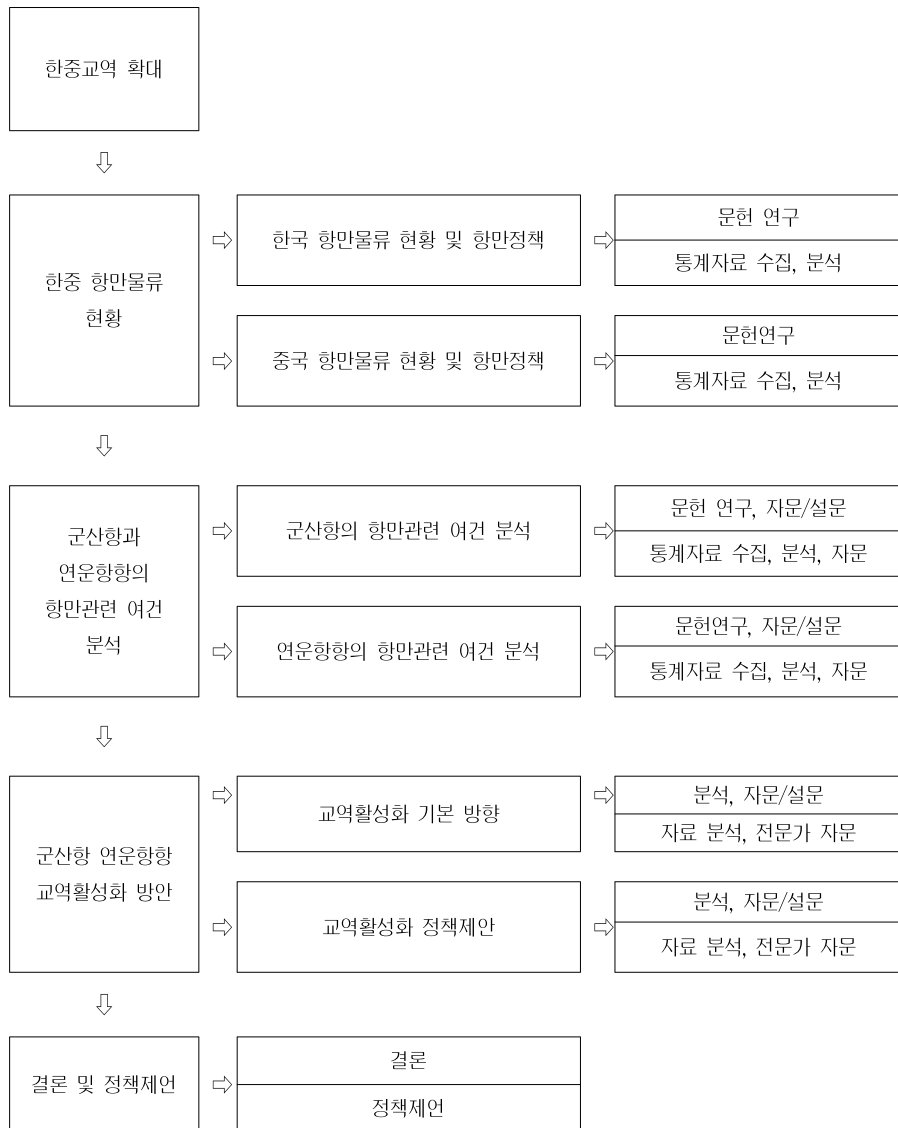 한중교역 확대
⇩
한중 항만물류
현황
⇨
한국 항만물류 현황 및 항만정책
⇨
문헌 연구
통계자료 수집, 분석
⇨
중국 항만물류 현황 및 항만정책
⇨
문헌연구
통계자료 수집, 분석
⇩
군산항과
연운항항의
항만관련 여건
분석
⇨
군산항의 항만관련 여건 분석
⇨
문헌 연구, 자문/설문
통계자료 수집, 분석, 자문
⇨
연운항항의 항만관련 여건 분석
⇨
문헌연구, 자문/설문
통계자료 수집, 분석, 자문
⇩
군산항 연운항항
교역활성화 방안
⇨
교역활성화 기본 방향
⇨
분석, 자문/설문
자료 분석, 전문가 자문
⇨
교역활성화 정책제안
⇨
분석, 자문/설문
자료 분석, 전문가 자문
⇩
결론 및 정책제언
⇨
결론
정책제언